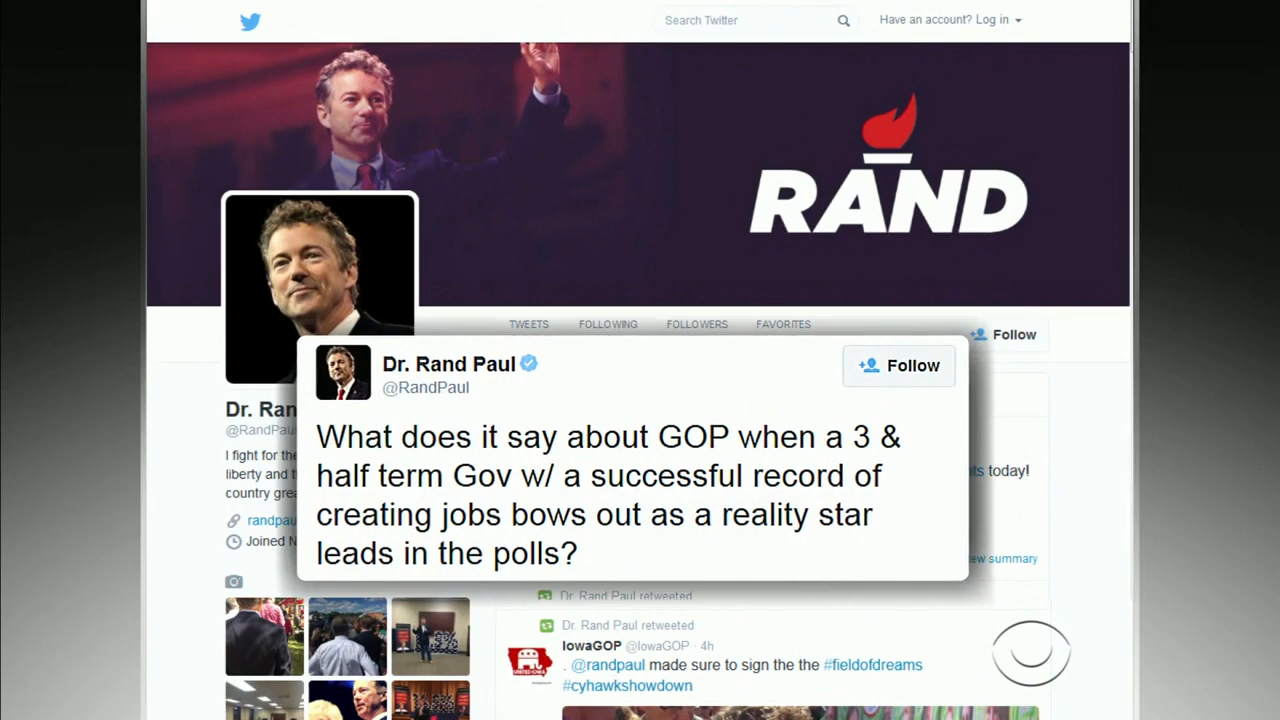 Search Twitter
Have an account? Log in
RAND
TWEETS FOLLOWING FOLLOWERS FAVORITES
Follow
Dr. Rand Paul
@RandPaul
Follow
What does it say about GOP when a 3 &
half term Gov w/ a successful record of
creating jobs bows out as a reality star
leads in the polls?
Dr. Ran
@RandPau
I fight for the
liberty and t
country grea
randpau
Joined N
today!
ew summary
Dr. Rand Paul retweeted
Dr. Rand Paul retweeted
IowaGOP @IowaGOP · 4h
. @randpaul made sure to sign the the #fieldofdreams
#cyhawkshowdown